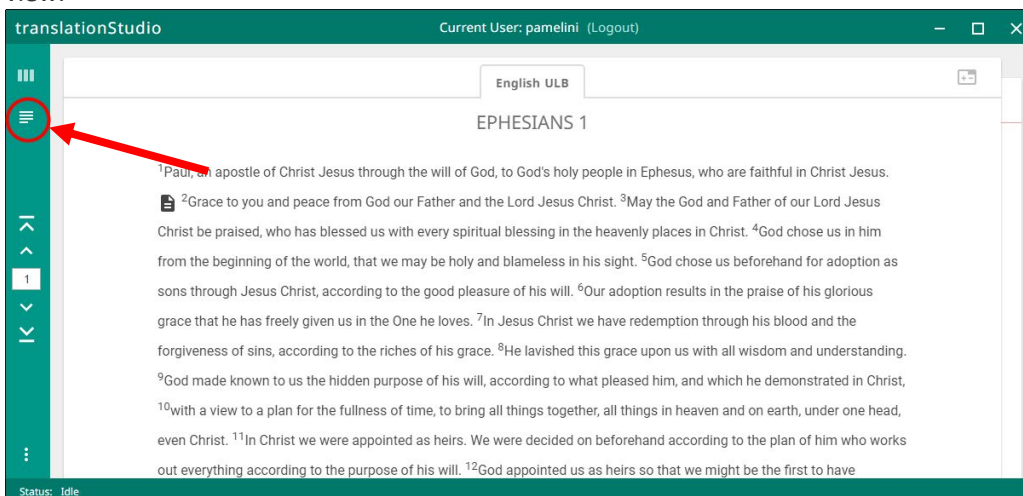 translationStudio Current User: pamelini (Logout)
English ULB
EPHESIANS 1
1Paul, an apostle of Christ Jesus through the will of God, to God's holy people in Ephesus, who are faithful in Christ Jesus.
2Grace to you and peace from God our Father and the Lord Jesus Christ. 3May the God and Father of our Lord Jesus
Christ be praised, who has blessed us with every spiritual blessing in the heavenly places in Christ. 4God chose us in him
from the beginning of the world, that we may be holy and blameless in his sight. 5God chose us beforehand for adoption as
1
sons through Jesus Christ, according to the good pleasure of his will. 6Our adoption results in the praise of his glorious
grace that he has freely given us in the One he loves. 7In Jesus Christ we have redemption through his blood and the
forgiveness of sins, according to the riches of his grace. 8He lavished this grace upon us with all wisdom and understanding.
9God made known to us the hidden purpose of his will, according to what pleased him, and which he demonstrated in Christ,
10with a view to a plan for the fullness of time, to bring all things together, all things in heaven and on earth, under one head,
even Christ. 11In Christ we were appointed as heirs. We were decided on beforehand according to the plan of him who works
out everything according to the purpose of his will. 12God appointed us as heirs so that we might be the first to have
Status: Idle